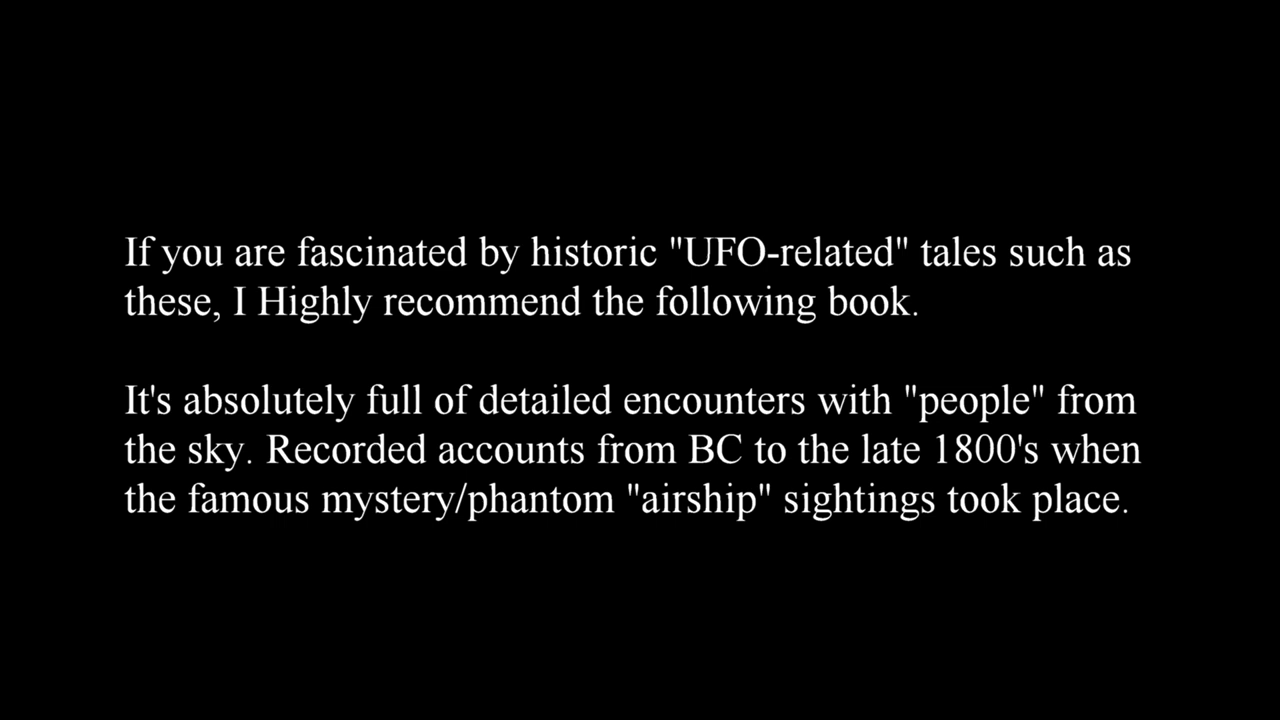 If you are fascinated by historic "UFO-related" tales such as
these, I Highly recommend the following book.
It's absolutely full of detailed encounters with "people" from
the sky. Recorded accounts from BC to the late 1800's when
the famous mystery/phantom "airship" sightings took place.